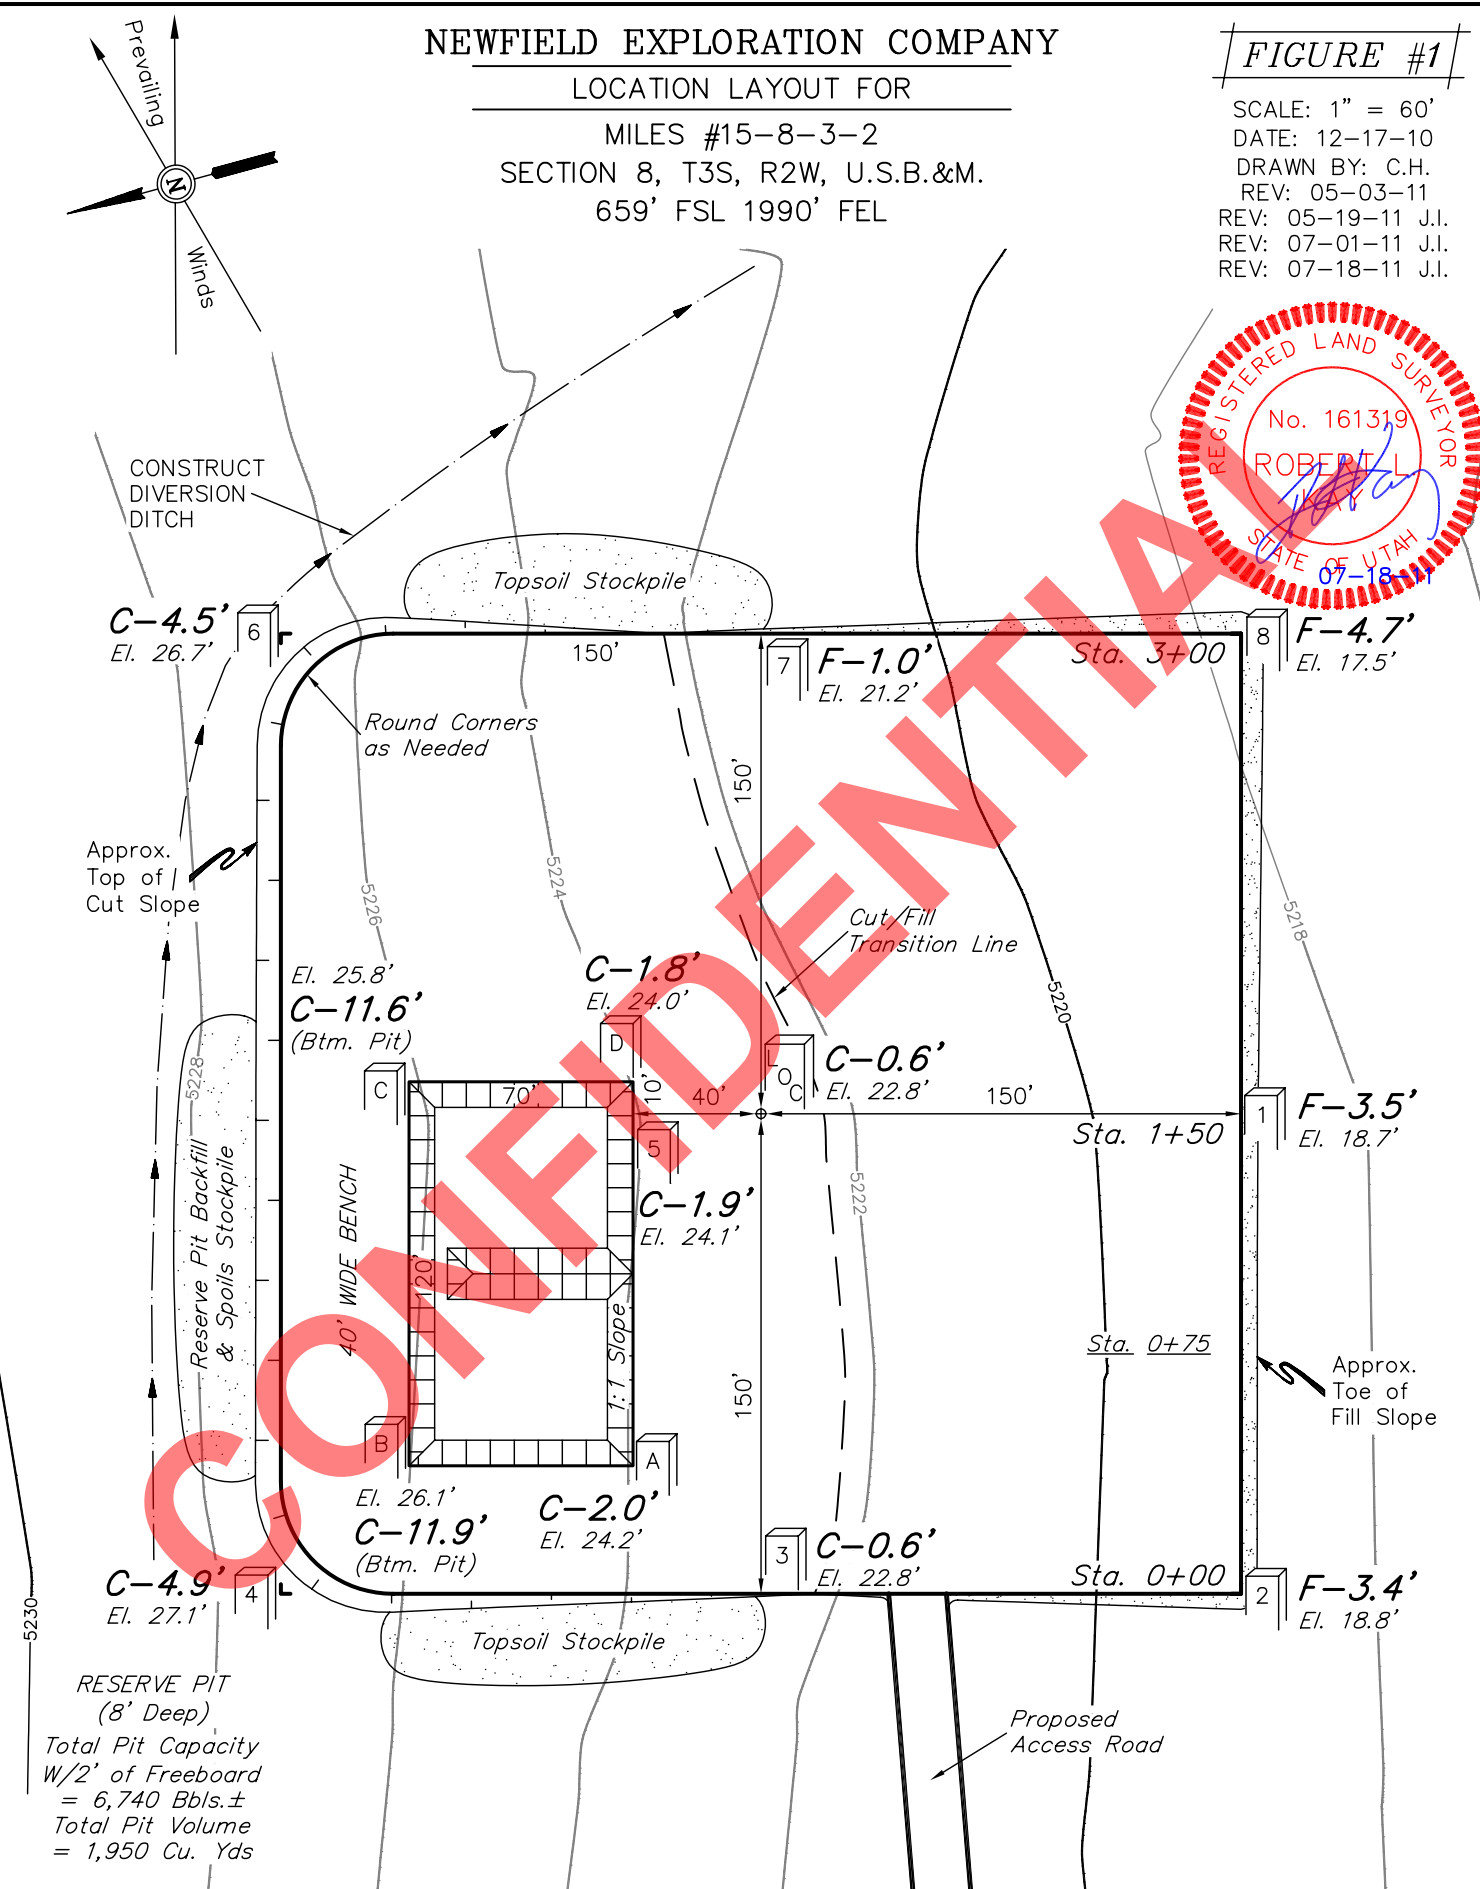 NEWFIELD EXPLORATION COMPANY
LOCATION LAYOUT FOR
MILES #15-8-3-2
SECTION 8, T3S, R2W, U.S.B.&M.
659' FSL 1990' FEL
FIGURE #1
SCALE: 1" = 60'
DATE: 12-17-10
DRAWN BY: C.H.
REV: 05-03-11
REV: 05-19-11 J.I.
REV: 07-01-11 J.I.
REV: 07-18-11 J.I.
Prevailing
N
Winds
REGISTERED LAND SURVEYOR
No. 161319
ROBERT L.
KAY
STATE OF UTAH
07-18-11
CONSTRUCT
DIVERSION
DITCH
Topsoil Stockpile
C-4.5'
El. 26.7'
6
150'
7
F-1.0'
El. 21.2'
Sta. 3+00
8
F-4.7'
El. 17.5'
Round Corners
as Needed
150'
Approx.
Top of
Cut Slope
5226
5224
Cut/Fill
Transition Line
5218
5220
El. 25.8'
C-11.6'
(Btm. Pit)
C-1.8'
El. 24.0'
D
C
LOC
C-0.6'
El. 22.8'
5228
70'
10'
40'
150'
Sta. 1+50
1
F-3.5'
El. 18.7'
5
C-1.9'
El. 24.1'
5222
Reserve Pit Backfill
& Spoils Stockpile
40' WIDE BENCH
120'
1:1 Slope
150'
Sta. 0+75
Approx.
Toe of
Fill Slope
B
A
El. 26.1'
C-11.9'
(Btm. Pit)
C-2.0'
El. 24.2'
3
C-0.6'
El. 22.8'
Sta. 0+00
2
F-3.4'
El. 18.8'
C-4.9'
El. 27.1'
4
5230
Topsoil Stockpile
RESERVE PIT
(8' Deep)
Total Pit Capacity
W/2' of Freeboard
= 6,740 Bbls.±
Total Pit Volume
= 1,950 Cu. Yds
Proposed
Access Road
CONFIDENTIAL